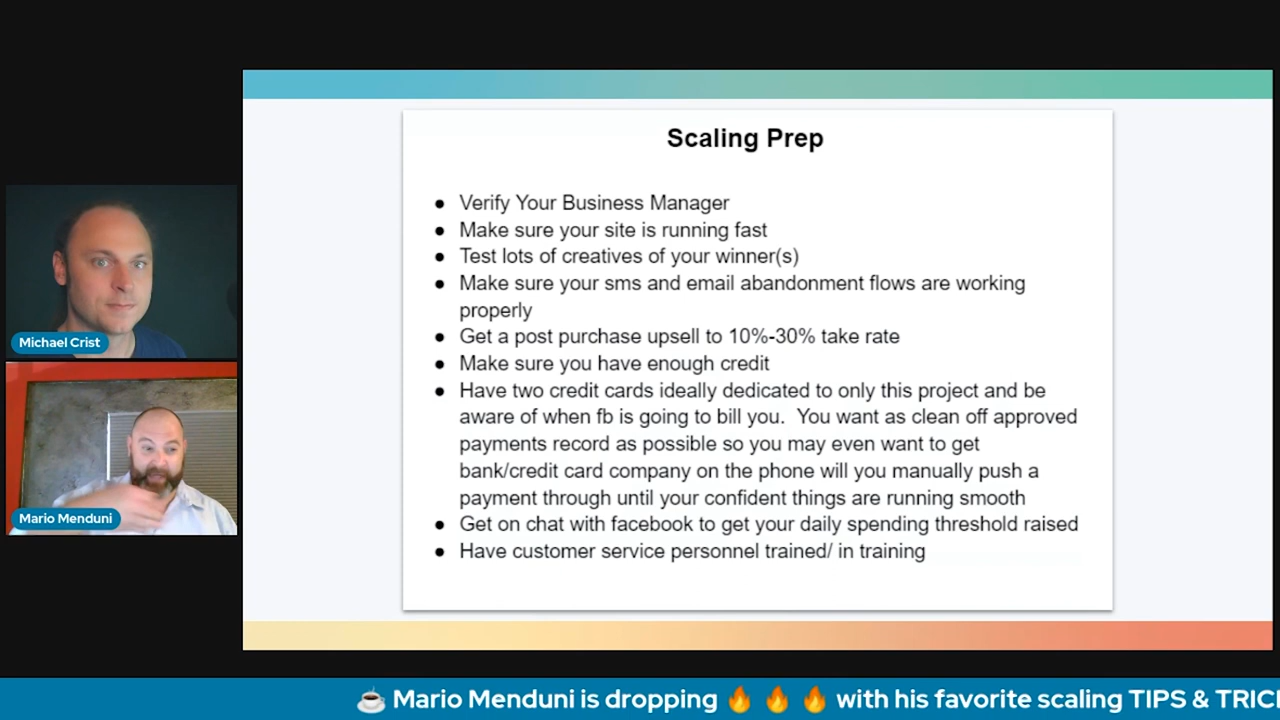 Scaling Prep
● Verify Your Business Manager
● Make sure your site is running fast
● Test lots of creatives of your winner(s)
● Make sure your sms and email abandonment flows are working
properly
● Get a post purchase upsell to 10%-30% take rate
● Make sure you have enough credit
● Have two credit cards ideally dedicated to only this project and be
aware of when fb is going to bill you.  You want as clean off approved
payments record as possible so you may even want to get
bank/credit card company on the phone will you manually push a
payment through until your confident things are running smooth
● Get on chat with facebook to get your daily spending threshold raised
● Have customer service personnel trained/ in training
Michael Crist
Mario Menduni
☕ Mario Menduni is dropping 🔥 🔥 🔥 with his favorite scaling TIPS & TRIC